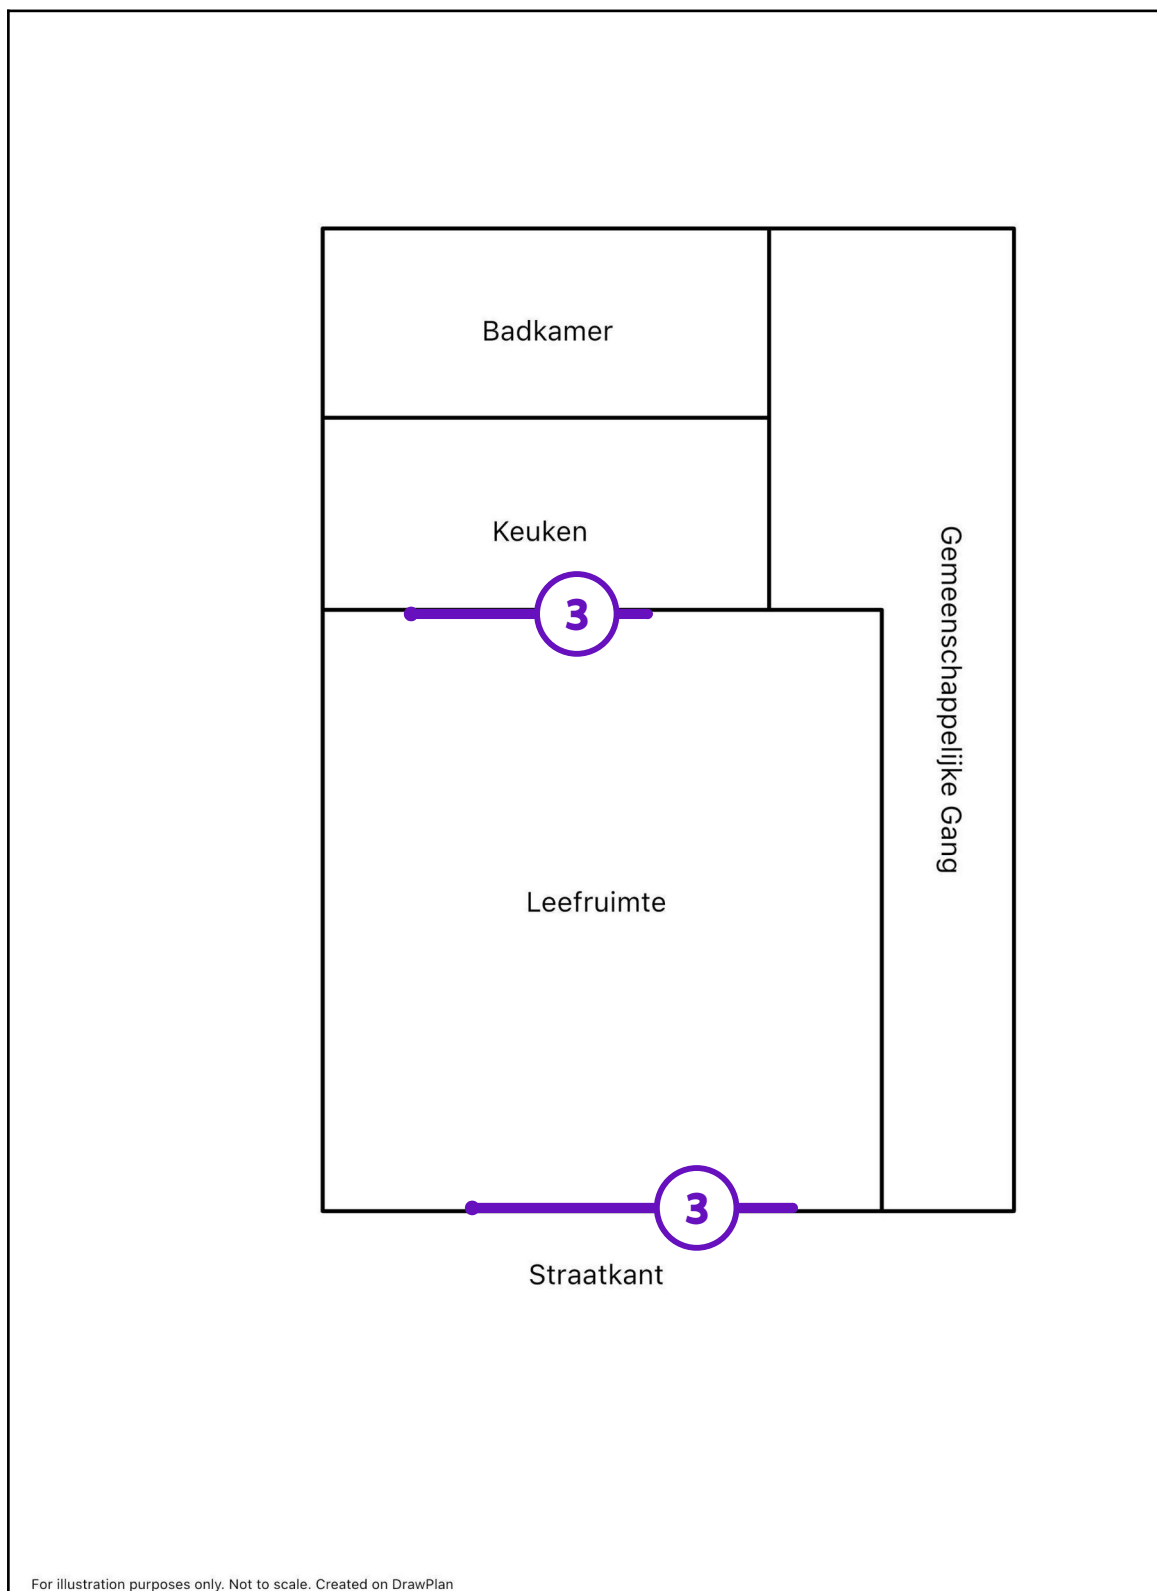 Badkamer
Keuken
3
Gemeenschappelijke Gang
Leefruimte
3
Straatkant
For illustration purposes only. Not to scale. Created on DrawPlan